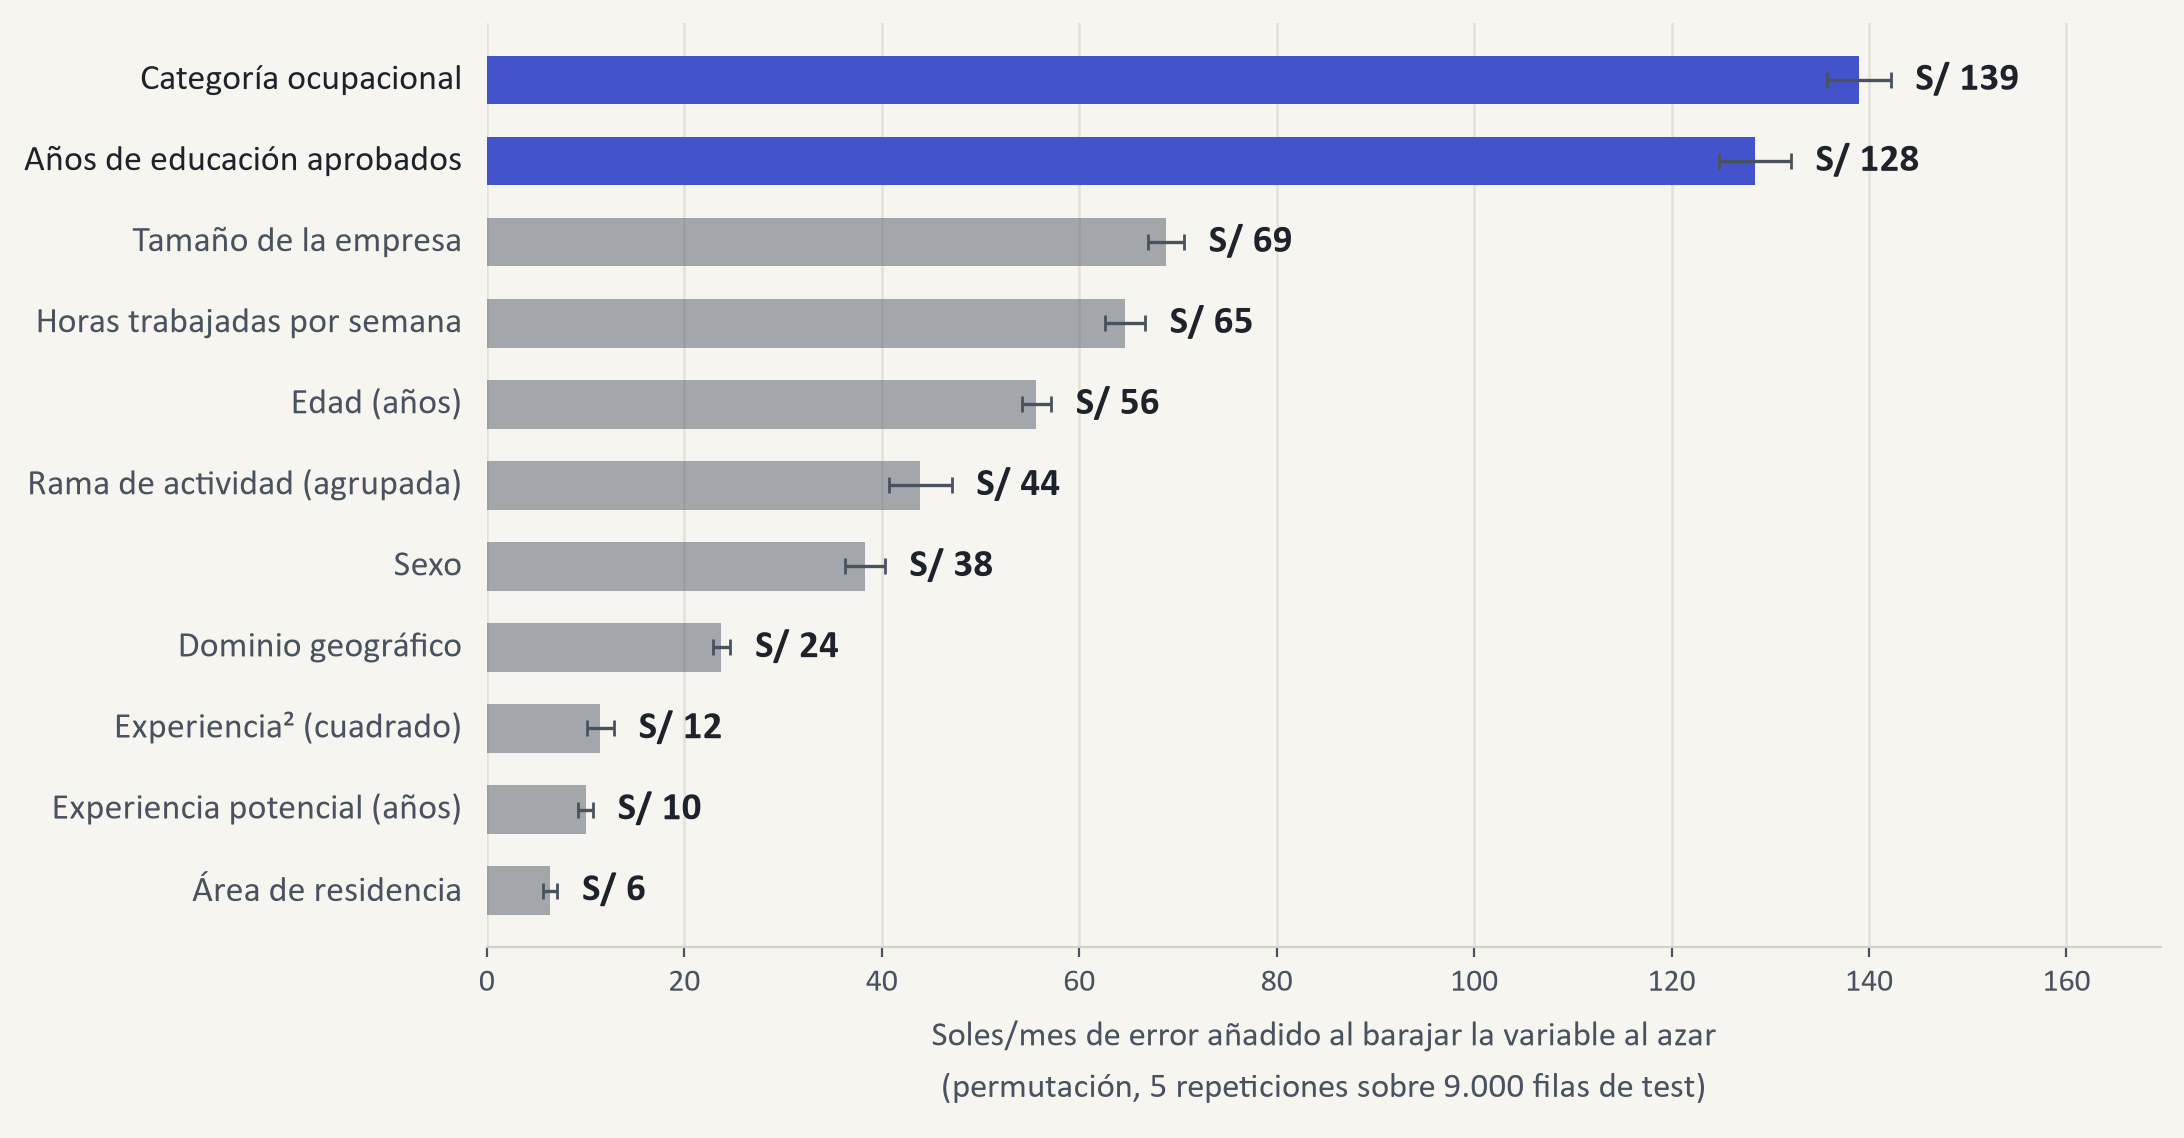 Categoría ocupacional S/ 139
Años de educación aprobados S/ 128
Tamaño de la empresa S/ 69
Horas trabajadas por semana S/ 65
Edad (años) S/ 56
Rama de actividad (agrupada) S/ 44
Sexo S/ 38
Dominio geográfico S/ 24
Experiencia² (cuadrado) S/ 12
Experiencia potencial (años) S/ 10
Área de residencia S/ 6
0 20 40 60 80 100 120 140 160
Soles/mes de error añadido al barajar la variable al azar
(permutación, 5 repeticiones sobre 9.000 filas de test)